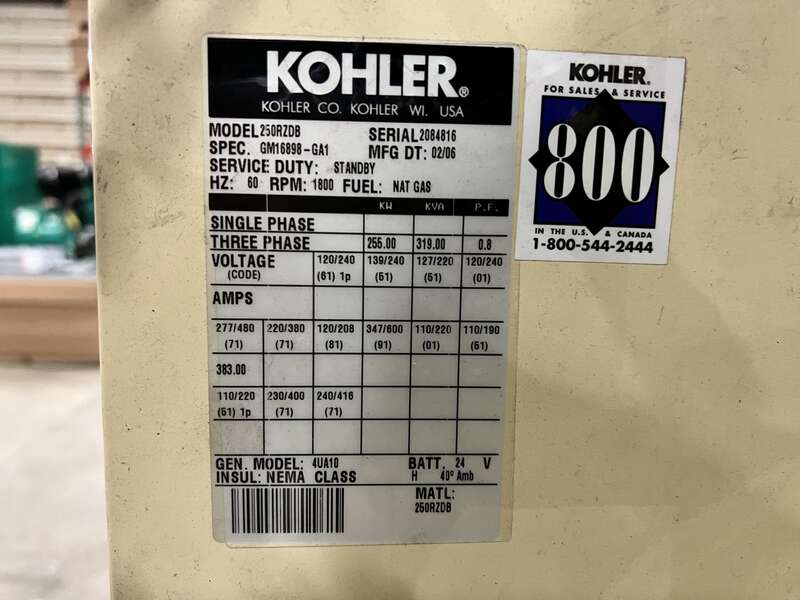 KOHLER®
KOHLER CO. KOHLER WI. USA
MODEL 250RZDB SERIAL 2084816
SPEC. GM16898-GA1 MFG DT: 02/06
SERVICE DUTY: STANDBY
HZ: 60 RPM: 1800 FUEL: NAT GAS
KW KVA P.F.
SINGLE PHASE
THREE PHASE 255.00 319.00 0.8
VOLTAGE 120/240 139/240 127/220 120/240
(CODE) (61) 1p (51) (51) (01)
AMPS
277/480 220/380 120/208 347/600 110/220 110/190
(71) (71) (81) (91) (01) (51)
383.00
110/220 230/400 240/416
(51) 1p (71) (71)
GEN. MODEL: 4UA10 BATT. 24 V
INSUL: NEMA CLASS H 40° Amb
MATL:
250RZDB
KOHLER®
FOR SALES & SERVICE
800
IN THE U.S. & CANADA
1-800-544-2444